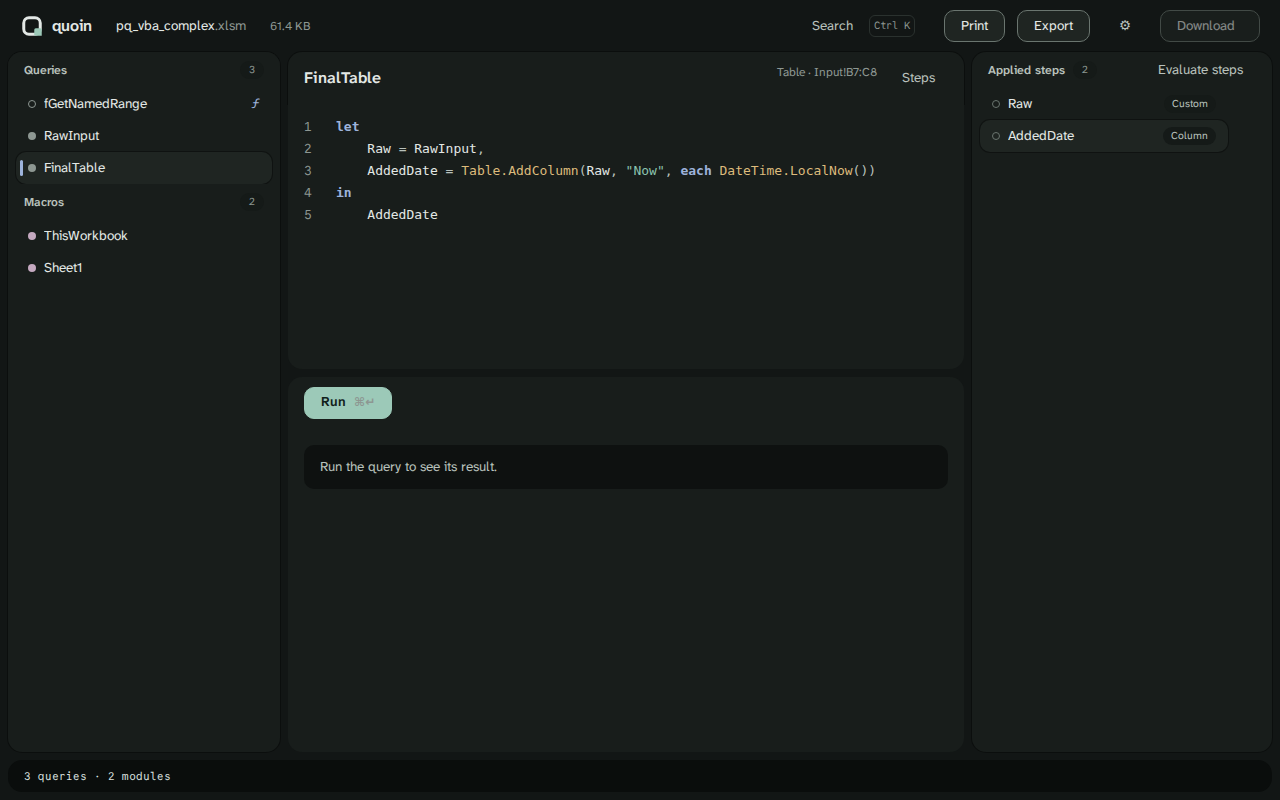 quoin pq_vba_complex.xlsm 61.4 KB Search Ctrl K Print Export ⚙ Download
Queries 3
fGetNamedRange ƒ
RawInput
FinalTable
Macros 2
ThisWorkbook
Sheet1
FinalTable Table · Input!B7:C8 Steps
1 let
2     Raw = RawInput,
3     AddedDate = Table.AddColumn(Raw, "Now", each DateTime.LocalNow())
4 in
5     AddedDate
Run ⌘↵
Run the query to see its result.
Applied steps 2 Evaluate steps
Raw Custom
AddedDate Column
3 queries · 2 modules